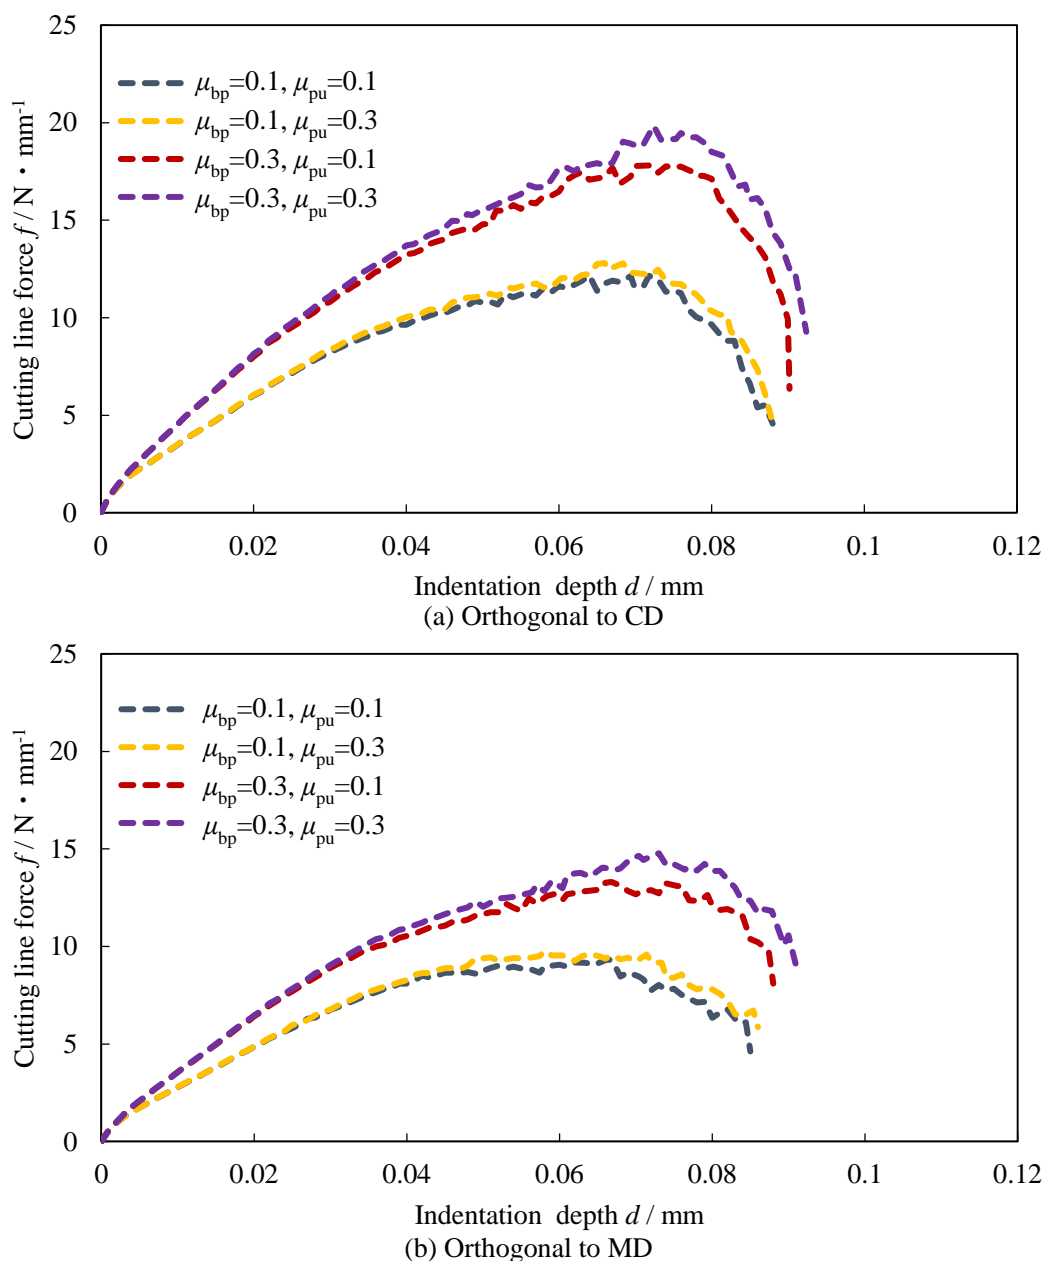 25
20
15
10
5
0
Cutting line force f / N・mm⁻¹
μbp=0.1, μpu=0.1
μbp=0.1, μpu=0.3
μbp=0.3, μpu=0.1
μbp=0.3, μpu=0.3
0 0.02 0.04 0.06 0.08 0.1 0.12
Indentation depth d / mm
(a) Orthogonal to CD
25
20
15
10
5
0
Cutting line force f / N・mm⁻¹
μbp=0.1, μpu=0.1
μbp=0.1, μpu=0.3
μbp=0.3, μpu=0.1
μbp=0.3, μpu=0.3
0 0.02 0.04 0.06 0.08 0.1 0.12
Indentation depth d / mm
(b) Orthogonal to MD